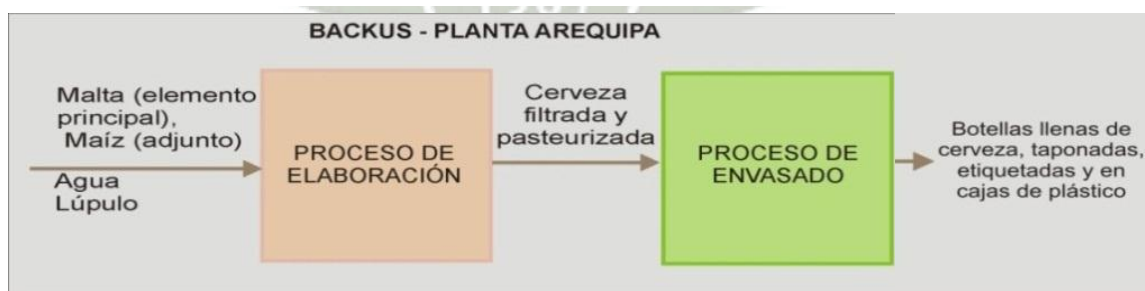 BACKUS - PLANTA AREQUIPA
Malta (elemento
principal),
Maíz (adjunto)
Agua
Lúpulo
PROCESO DE
ELABORACIÓN
Cerveza
filtrada y
pasteurizada
PROCESO DE
ENVASADO
Botellas llenas de
cerveza, taponadas,
etiquetadas y en
cajas de plástico